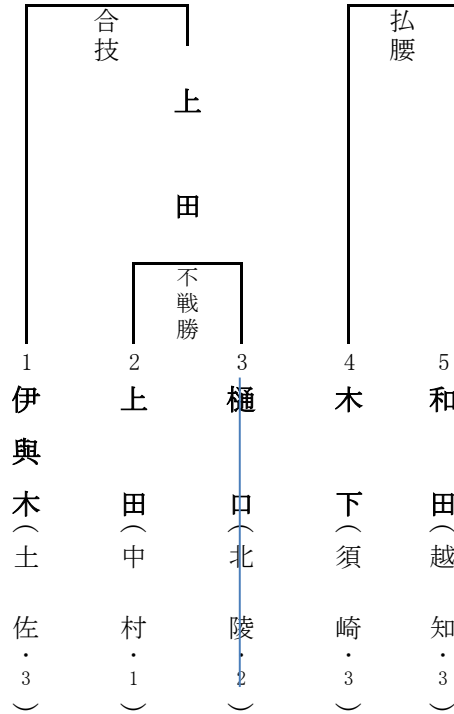 合技
払腰
上田
不戦勝
1
伊與木(土佐・3)
2
上田(中村・1)
3
樋口(北陵・2)
4
木下(須崎・3)
5
和田(越知・3)